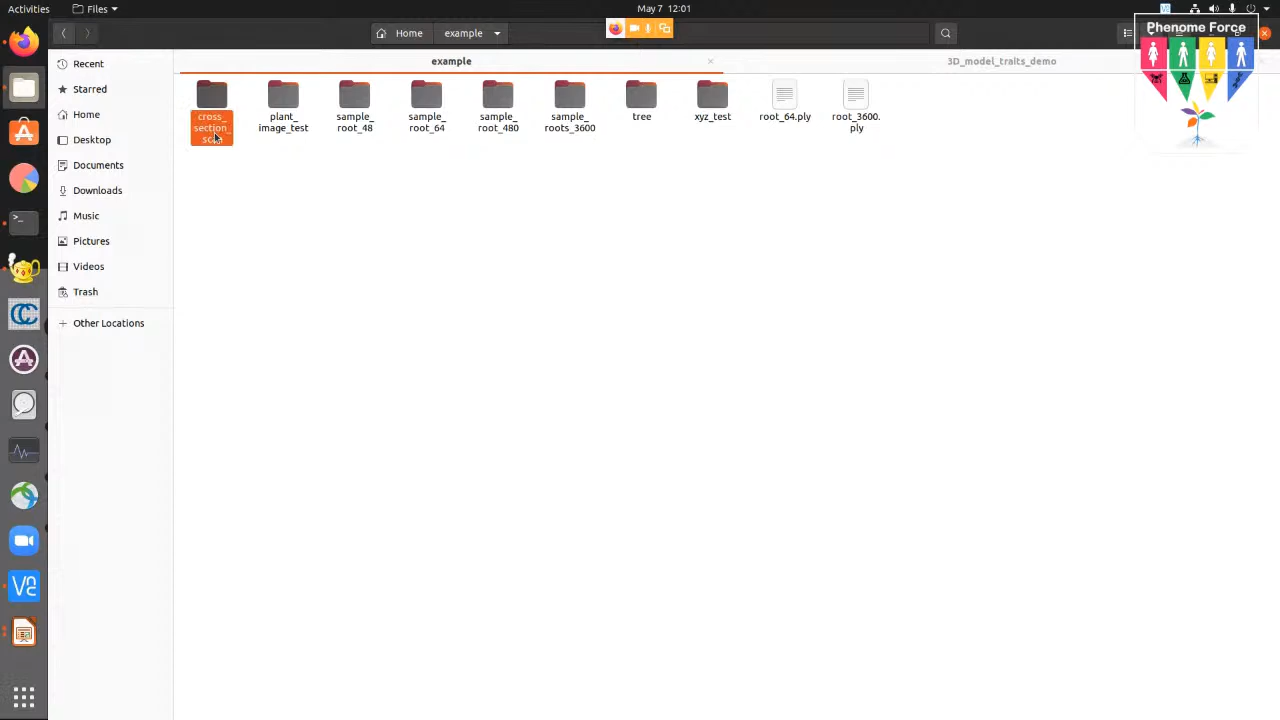 Activities
Files
May 7 12:01
Home
example
Phenome Force
example
3D_model_traits_demo
Recent
Starred
Home
Desktop
Documents
Downloads
Music
Pictures
Videos
Trash
Other Locations
cross_
section_
plant_
image_test
sample_
root_48
sample_
root_64
sample_
root_480
sample_
roots_3600
tree
xyz_test
root_64.ply
root_3600.
ply